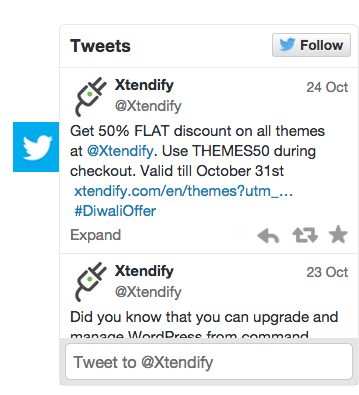 Tweets
Follow
Xtendify
24 Oct
@Xtendify
Get 50% FLAT discount on all themes
at @Xtendify. Use THEMES50 during
checkout. Valid till October 31st
xtendify.com/en/themes?utm_…
#DiwaliOffer
Expand
Xtendify
23 Oct
@Xtendify
Did you know that you can upgrade and
manage WordPress from command
Tweet to @Xtendify